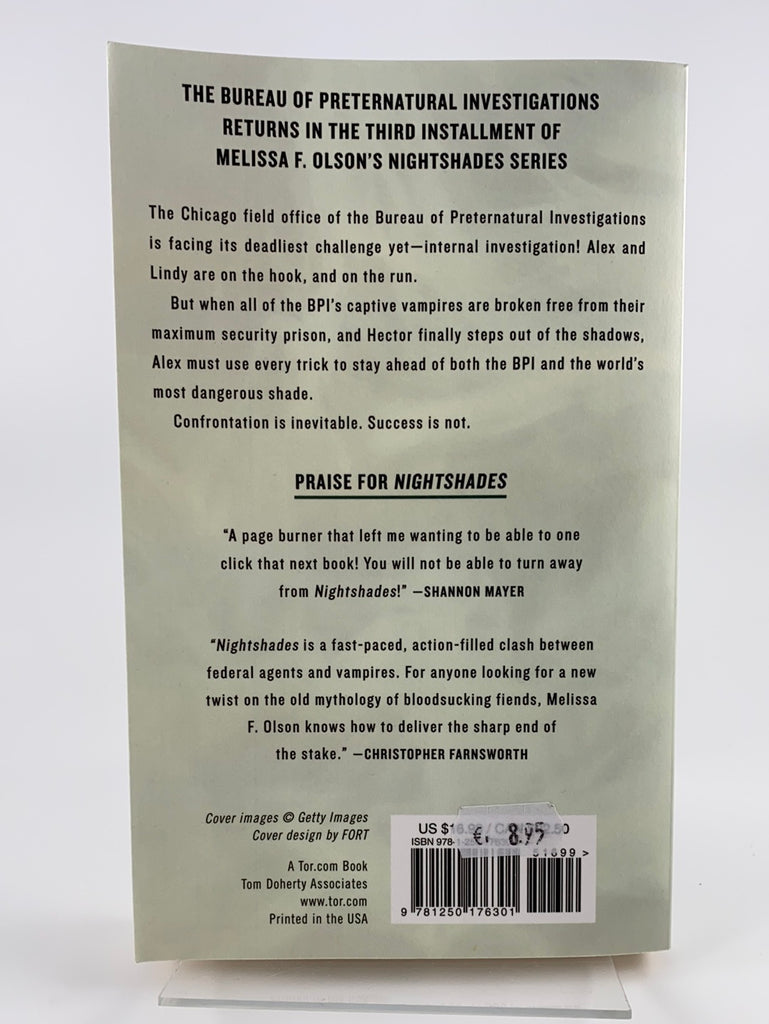 THE BUREAU OF PRETERNATURAL INVESTIGATIONS
RETURNS IN THE THIRD INSTALLMENT OF
MELISSA F. OLSON'S NIGHTSHADES SERIES
The Chicago field office of the Bureau of Preternatural Investigations
is facing its deadliest challenge yet—internal investigation! Alex and
Lindy are on the hook, and on the run.
But when all of the BPI's captive vampires are broken free from their
maximum security prison, and Hector finally steps out of the shadows,
Alex must use every trick to stay ahead of both the BPI and the world's
most dangerous shade.
Confrontation is inevitable. Success is not.
PRAISE FOR NIGHTSHADES
"A page burner that left me wanting to be able to one
click that next book! You will not be able to turn away
from Nightshades!" —SHANNON MAYER
"Nightshades is a fast-paced, action-filled clash between
federal agents and vampires. For anyone looking for a new
twist on the old mythology of bloodsucking fiends, Melissa
F. Olson knows how to deliver the sharp end of
the stake." —CHRISTOPHER FARNSWORTH
Cover images © Getty Images
Cover design by FORT
A Tor.com Book
Tom Doherty Associates
www.tor.com
Printed in the USA
US
€. 8.95
ISBN
51699 >
9 781250 176301